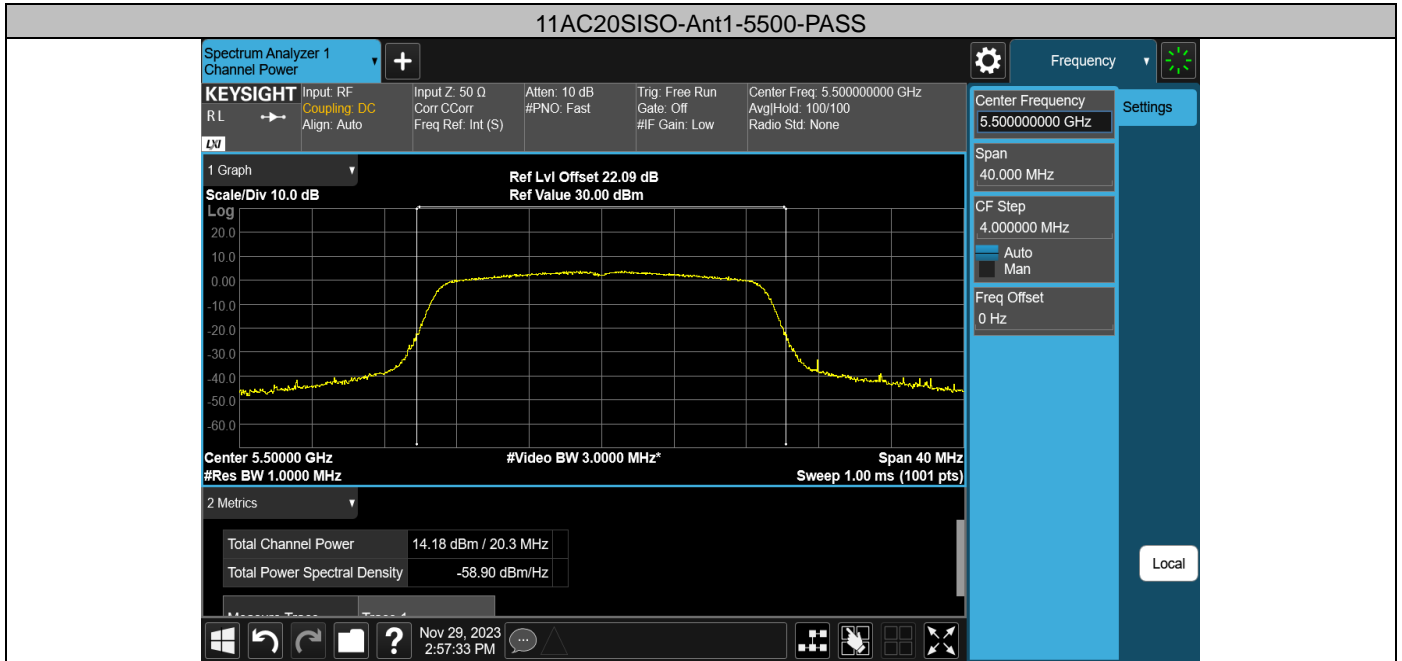 11AC20SISO-Ant1-5500-PASS
Spectrum Analyzer 1
Channel Power
Frequency
KEYSIGHT
RL
LXI
Input: RF
Coupling: DC
Align: Auto
Input Z: 50 Ω
Corr CCorr
Freq Ref: Int (S)
Atten: 10 dB
#PNO: Fast
Trig: Free Run
Gate: Off
#IF Gain: Low
Center Freq: 5.500000000 GHz
Avg|Hold: 100/100
Radio Std: None
1 Graph
Scale/Div 10.0 dB
Ref Lvl Offset 22.09 dB
Ref Value 30.00 dBm
Log
20.0
10.0
0.00
-10.0
-20.0
-30.0
-40.0
-50.0
-60.0
Center 5.50000 GHz
#Res BW 1.0000 MHz
#Video BW 3.0000 MHz*
Span 40 MHz
Sweep 1.00 ms (1001 pts)
2 Metrics
Total Channel Power 14.18 dBm / 20.3 MHz
Total Power Spectral Density -58.90 dBm/Hz
Center Frequency
5.500000000 GHz
Settings
Span
40.000 MHz
CF Step
4.000000 MHz
Auto
Man
Freq Offset
0 Hz
Local
?
Nov 29, 2023
2:57:33 PM